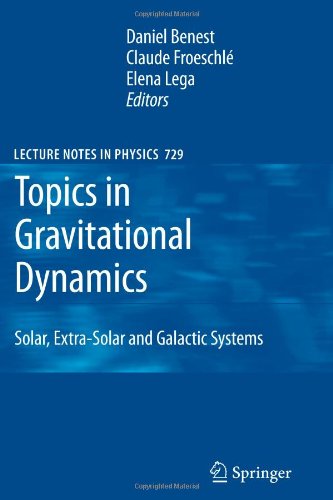 Daniel Benest
Claude Froeschlé
Elena Lega
Editors
LECTURE NOTES IN PHYSICS 729
Topics in
Gravitational
Dynamics
Solar, Extra-Solar and Galactic Systems
Springer